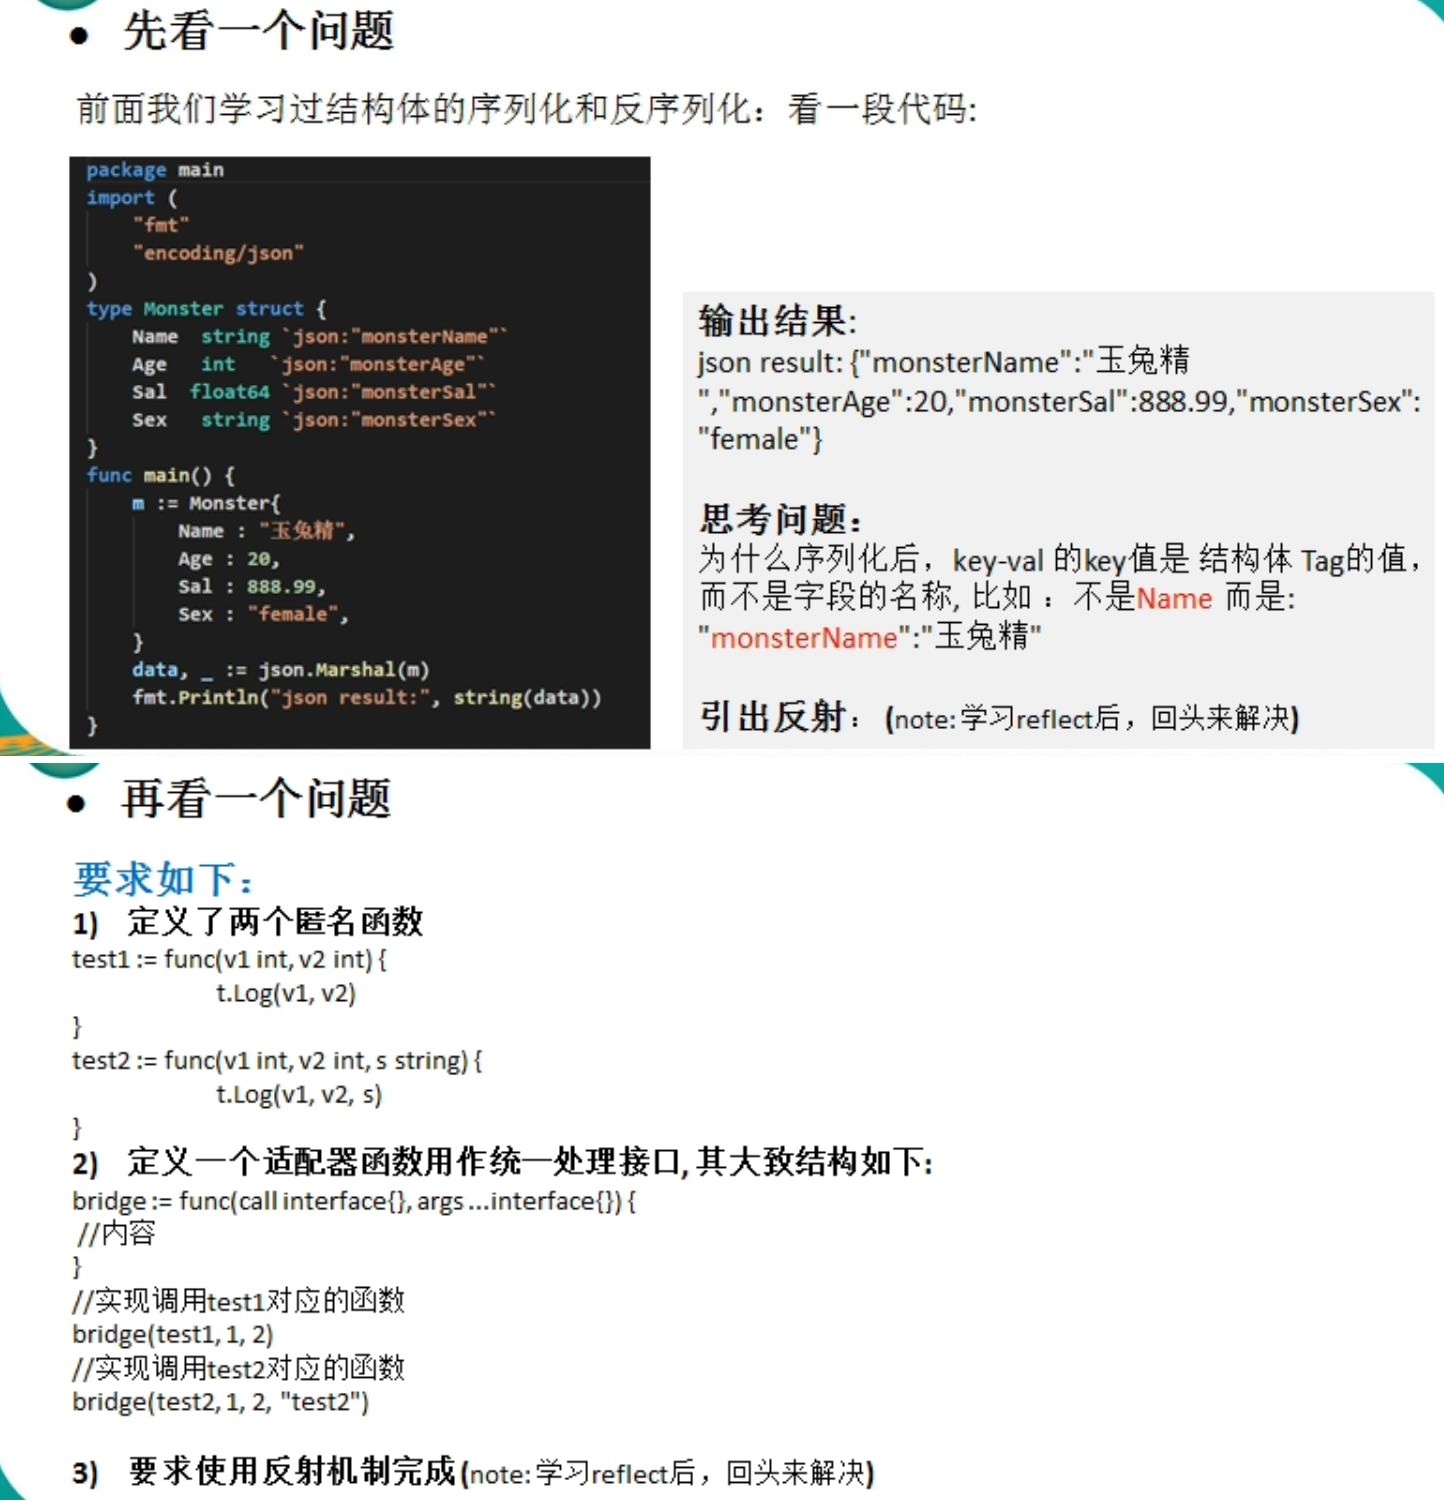 ● 先看一个问题
前面我们学习过结构体的序列化和反序列化：看一段代码:
package main
import (
"fmt"
"encoding/json"
)
type Monster struct {
Name string `json:"monsterName"`
Age int `json:"monsterAge"`
Sal float64 `json:"monsterSal"`
Sex string `json:"monsterSex"`
}
func main() {
m := Monster{
Name : "玉兔精",
Age : 20,
Sal : 888.99,
Sex : "female",
}
data, _ := json.Marshal(m)
fmt.Println("json result:", string(data))
}
输出结果:
json result: {"monsterName":"玉兔精
","monsterAge":20,"monsterSal":888.99,"monsterSex":
"female"}
思考问题：
为什么序列化后，key-val 的key值是 结构体 Tag的值，
而不是字段的名称, 比如 ：不是Name 而是:
"monsterName":"玉兔精"
引出反射：(note:学习reflect后，回头来解决)
● 再看一个问题
要求如下：
1) 定义了两个匿名函数
test1 := func(v1 int, v2 int) {
t.Log(v1, v2)
}
test2 := func(v1 int, v2 int, s string) {
t.Log(v1, v2, s)
}
2) 定义一个适配器函数用作统一处理接口, 其大致结构如下:
bridge := func(call interface{}, args ...interface{}) {
//内容
}
//实现调用test1对应的函数
bridge(test1, 1, 2)
//实现调用test2对应的函数
bridge(test2, 1, 2, "test2")
3) 要求使用反射机制完成(note:学习reflect后，回头来解决)